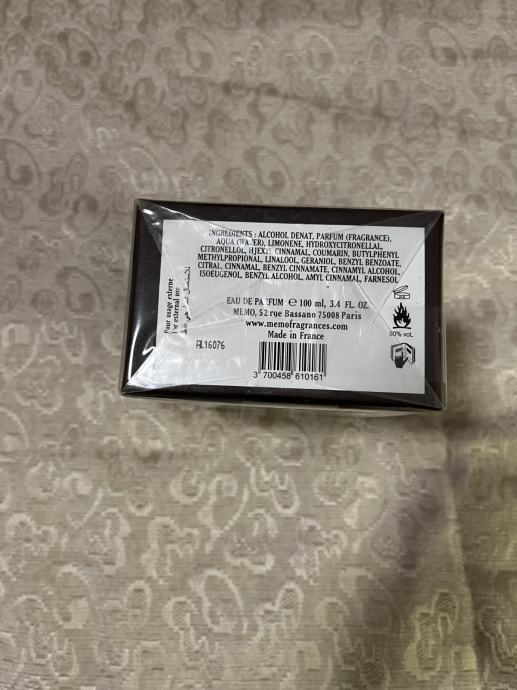 INGREDIENTS : ALCOHOL DENAT, PARFUM (FRAGRANCE),
AQUA (WATER), LIMONENE, HYDROXYCITRONELLAL,
CITRONELLOL, HEXYL CINNAMAL, COUMARIN, BUTYLPHENYL
METHYLPROPIONAL, LINALOOL, GERANIOL, BENZYL BENZOATE,
CITRAL, CINNAMAL, BENZYL CINNAMATE, CINNAMYL ALCOHOL,
ISOEUGENOL, BENZYL ALCOHOL, AMYL CINNAMAL, FARNESOL
EAU DE PARFUM ℮ 100 ml, 3.4 FL. OZ.
MEMO, 52 rue Bassano 75008 Paris
www.memofragrances.com
Made in France
Pour usage externe
For external use
AL16076
3 700458 610161
80% vol.